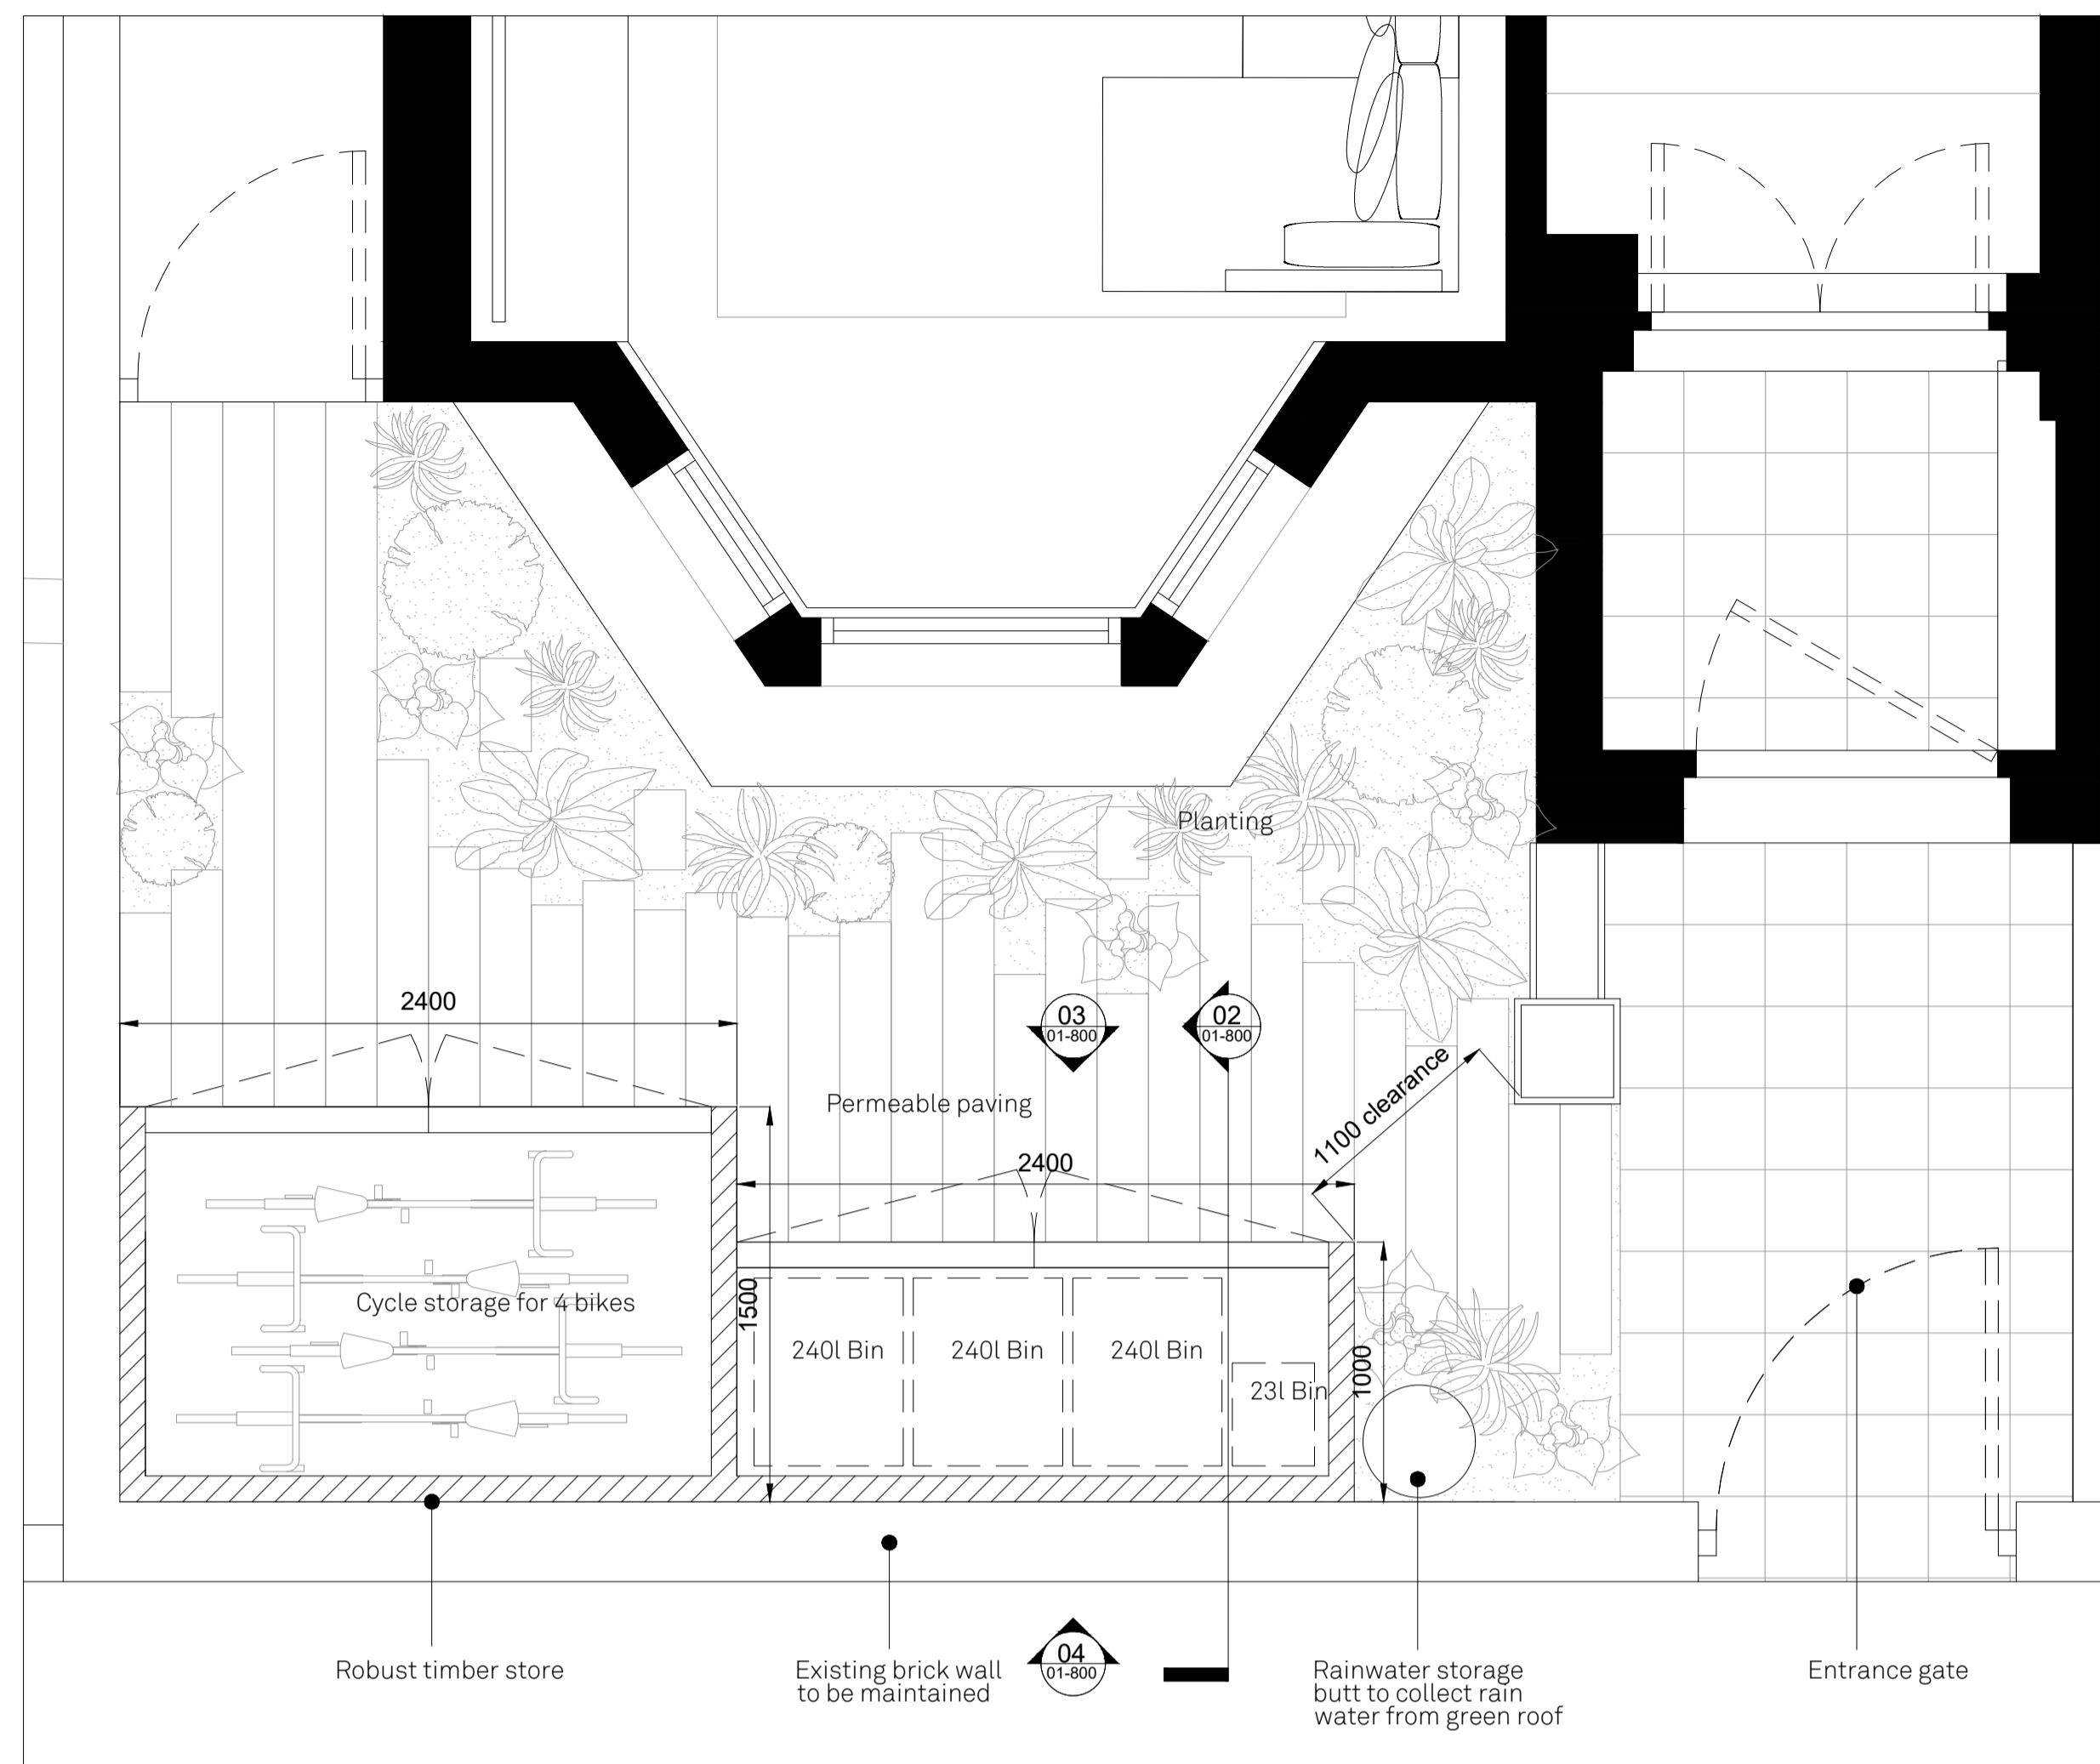 Planting
2400
03
01-800
02
01-800
1100 clearance
Permeable paving
2400
1500
Cycle storage for 4 bikes
240l Bin
240l Bin
240l Bin
23l Bin
1000
Robust timber store
Existing brick wall
to be maintained
04
01-800
Rainwater storage
butt to collect rain
water from green roof
Entrance gate